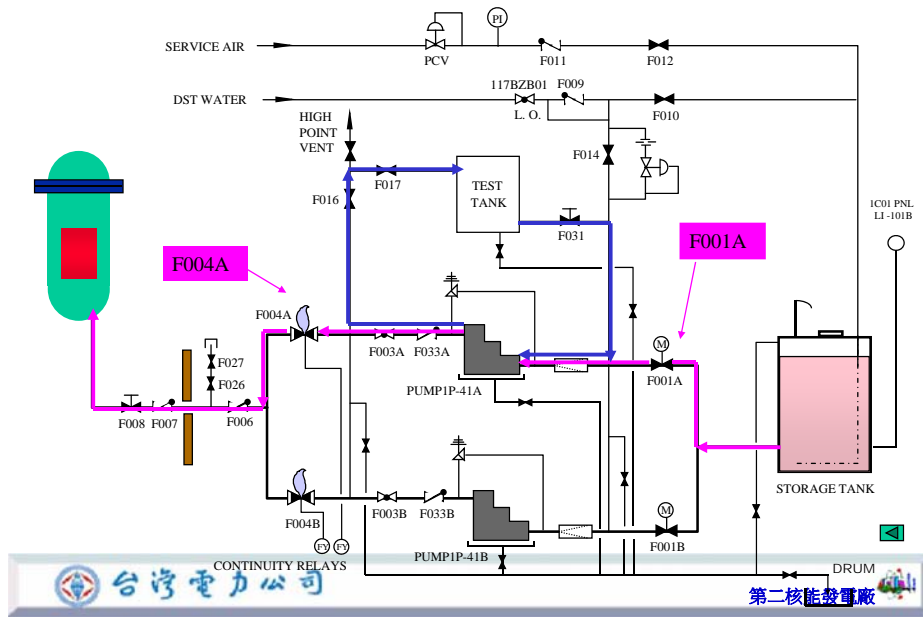 SERVICE AIR
PI
PCV
F011
F012
117BZB01
F009
DST WATER
L. O.
F010
HIGH
POINT
VENT
F014
F017
TEST
TANK
F016
F031
1C01 PNL
LI -101B
F004A
F001A
F004A
F003A
F033A
M
F001A
F027
F026
PUMP1P-41A
F008
F007
F006
STORAGE TANK
F004B
F003B
F033B
M
F001B
FY
FY
PUMP1P-41B
CONTINUITY RELAYS
DRUM
台灣電力公司
第二核能發電廠